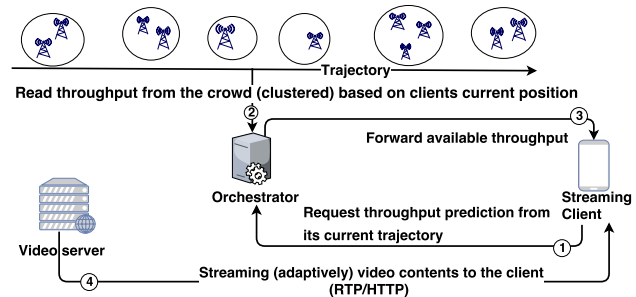 Trajectory
Read throughput from the crowd (clustered) based on clients current position
2
3
Forward available throughput
Orchestrator
Streaming
Client
Request throughput prediction from
its current trajectory
1
Video server
4
Streaming (adaptively) video contents to the client
(RTP/HTTP)